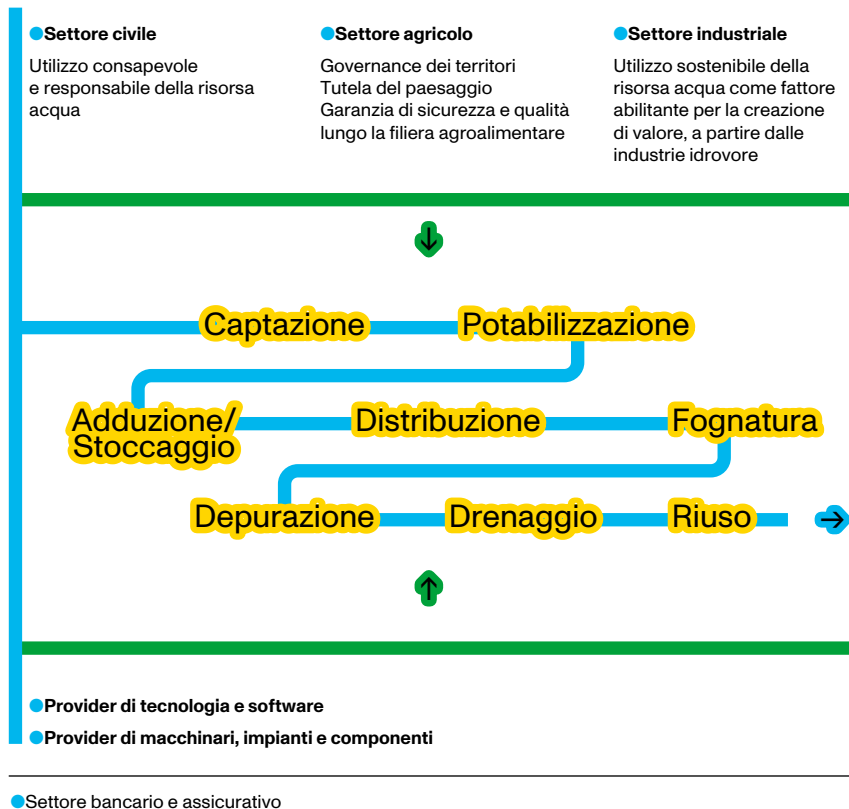 Settore civile
Utilizzo consapevole
e responsabile della risorsa
acqua
Settore agricolo
Governance dei territori
Tutela del paesaggio
Garanzia di sicurezza e qualità
lungo la filiera agroalimentare
Settore industriale
Utilizzo sostenibile della
risorsa acqua come fattore
abilitante per la creazione
di valore, a partire dalle
industrie idrovore
Captazione
Potabilizzazione
Adduzione/
Stoccaggio
Distribuzione
Fognatura
Depurazione
Drenaggio
Riuso
Provider di tecnologia e software
Provider di macchinari, impianti e componenti
Settore bancario e assicurativo